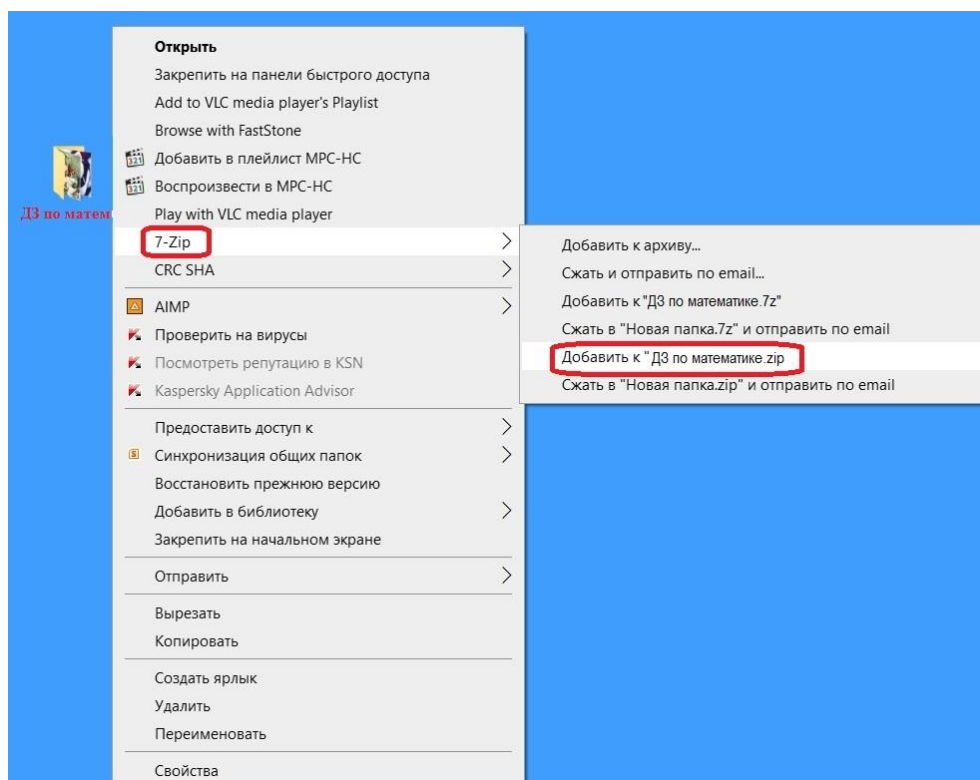 Открыть
Закрепить на панели быстрого доступа
Add to VLC media player's Playlist
Browse with FastStone
Добавить в плейлист MPC-HC
Воспроизвести в MPC-HC
Play with VLC media player
ДЗ по матем
7-Zip
CRC SHA
AIMP
Проверить на вирусы
Посмотреть репутацию в KSN
Kaspersky Application Advisor
Предоставить доступ к
Синхронизация общих папок
Восстановить прежнюю версию
Добавить в библиотеку
Закрепить на начальном экране
Отправить
Вырезать
Копировать
Создать ярлык
Удалить
Переименовать
Свойства
Добавить к архиву...
Сжать и отправить по email...
Добавить к "ДЗ по математике.7z"
Сжать в "Новая папка.7z" и отправить по email
Добавить к "ДЗ по математике.zip
Сжать в "Новая папка.zip" и отправить по email